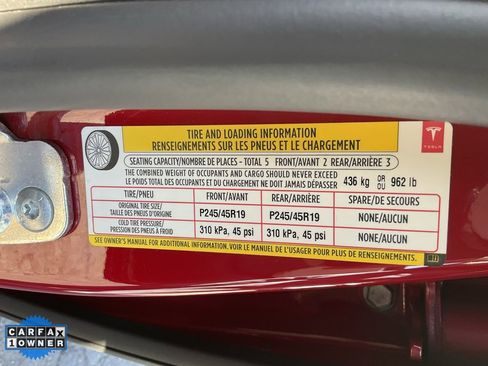 TIRE AND LOADING INFORMATION
RENSEIGNEMENTS SUR LES PNEUS ET LE CHARGEMENT
TESLA
SEATING CAPACITY/NOMBRE DE PLACES - TOTAL 5 FRONT/AVANT 2 REAR/ARRIÈRE 3
THE COMBINED WEIGHT OF OCCUPANTS AND CARGO SHOULD NEVER EXCEED
LE POIDS TOTAL DES OCCUPANTS ET DU CHARGEMENT NE DOIT JAMAIS DÉPASSER 436 kg OR OU 962 lb
TIRE/PNEU FRONT/AVANT REAR/ARRIÈRE SPARE/DE SECOURS
ORIGINAL TIRE SIZE/
TAILLE DES PNEUS D'ORIGINE P245/45R19 P245/45R19 NONE/AUCUN
COLD TIRE PRESSURE/
PRESSION DES PNEUS À FROID 310 kPa, 45 psi 310 kPa, 45 psi NONE/AUCUN
SEE OWNER'S MANUAL FOR ADDITIONAL INFORMATION. VOIR LE MANUEL DE L'USAGER POUR PLUS DE RENSEIGNEMENTS.
CARFAX
1 OWNER